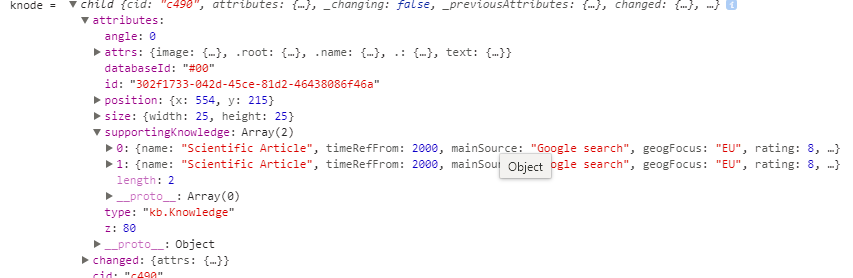 knode = ▼child {cid: "c490", attributes: {…}, _changing: false, _previousAttributes: {…}, changed: {…}, …} i
▼attributes:
angle: 0
▶attrs: {image: {…}, .root: {…}, .name: {…}, .: {…}, text: {…}}
databaseId: "#00"
id: "302f1733-042d-45ce-81d2-46438086f46a"
▶position: {x: 554, y: 215}
▶size: {width: 25, height: 25}
▼supportingKnowledge: Array(2)
▶0: {name: "Scientific Article", timeRefFrom: 2000, mainSource: "Google search", geogFocus: "EU", rating: 8, …}
▶1: {name: "Scientific Article", timeRefFrom: 2000, mainSou Object oogle search", geogFocus: "EU", rating: 8, …}
length: 2
▶__proto__: Array(0)
type: "kb.Knowledge"
z: 80
▶__proto__: Object
▶changed: {attrs: {…}}
cid: "c490"